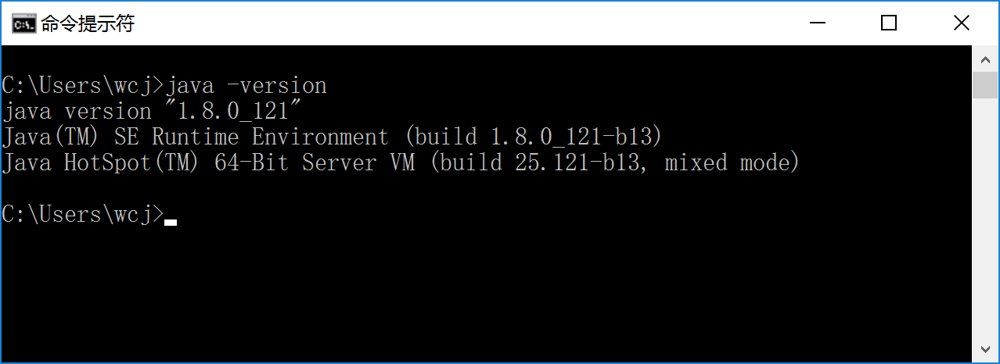 命令提示符
C:\Users\wcj>java -version
java version "1.8.0_121"
Java(TM) SE Runtime Environment (build 1.8.0_121-b13)
Java HotSpot(TM) 64-Bit Server VM (build 25.121-b13, mixed mode)
C:\Users\wcj>